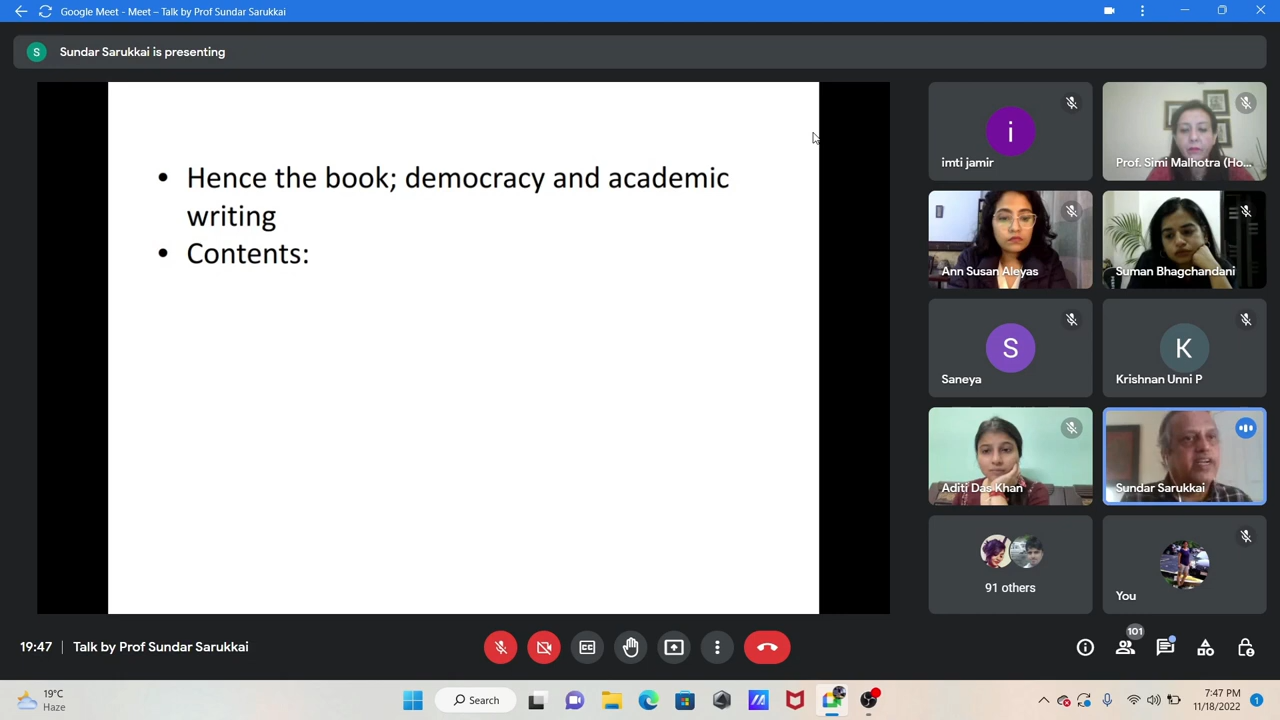 Google Meet - Meet – Talk by Prof Sundar Sarukkai
S
Sundar Sarukkai is presenting
• Hence the book; democracy and academic
writing
• Contents:
i
imti jamir
Prof. Simi Malhotra (Ho...
Ann Susan Aleyas
Suman Bhagchandani
S
Saneya
K
Krishnan Unni P
Aditi Das Khan
Sundar Sarukkai
91 others
You
19:47 | Talk by Prof Sundar Sarukkai
CC
101
19°C
Haze
Search
7:47 PM
11/18/2022
1